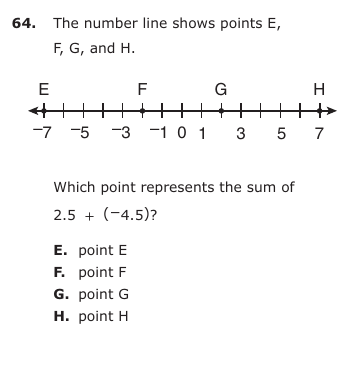 64. The number line shows points E,
F, G, and H.
E F G H
−7 −5 −3 −1 0 1 3 5 7
Which point represents the sum of
2.5 + (−4.5)?
E. point E
F. point F
G. point G
H. point H